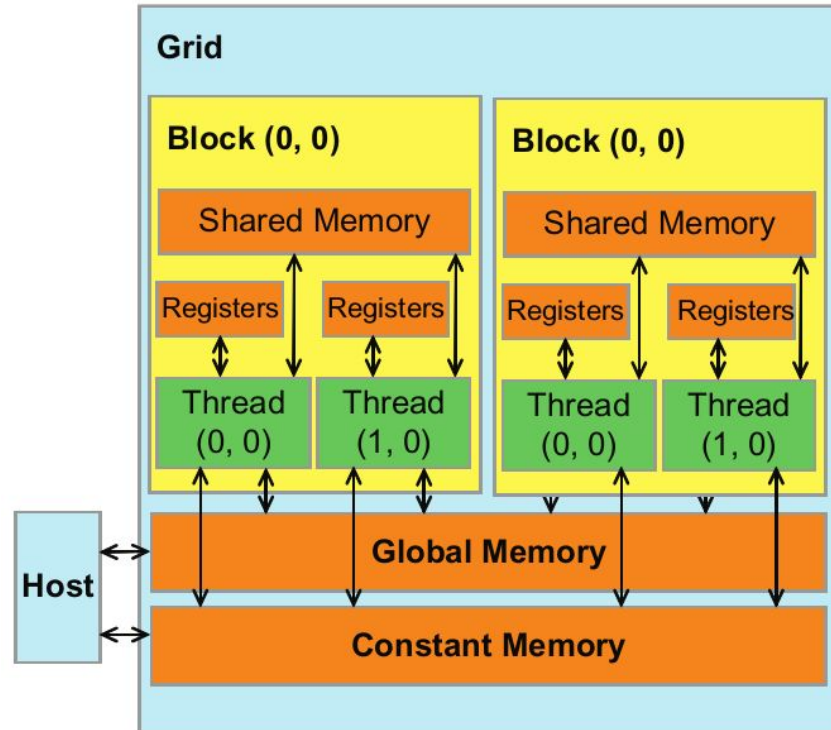 Grid
Block (0, 0)
Shared Memory
Registers
Registers
Thread
(0, 0)
Thread
(1, 0)
Block (0, 0)
Shared Memory
Registers
Registers
Thread
(0, 0)
Thread
(1, 0)
Host
Global Memory
Constant Memory